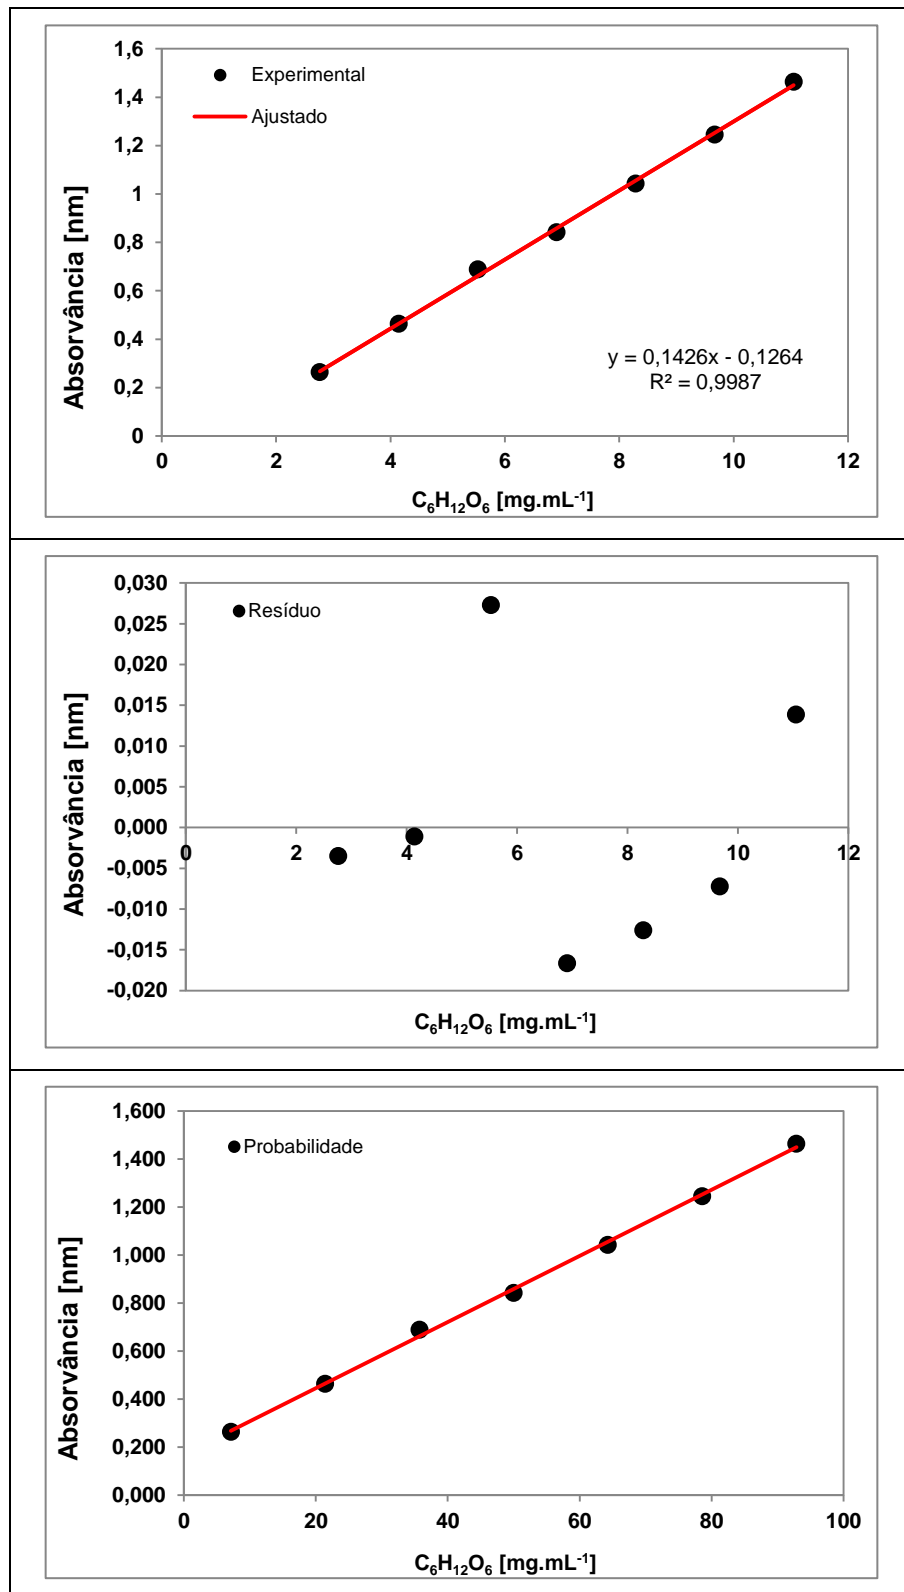 1,6
1,4
1,2
1
0,8
0,6
0,4
0,2
0
0 2 4 6 8 10 12
Experimental
Ajustado
y = 0,1426x - 0,1264
R² = 0,9987
Absorvância [nm]
C₆H₁₂O₆ [mg.mL⁻¹]
0,030
0,025
0,020
0,015
0,010
0,005
0,000
-0,005
-0,010
-0,015
-0,020
0 2 4 6 8 10 12
Resíduo
Absorvância [nm]
C₆H₁₂O₆ [mg.mL⁻¹]
1,600
1,400
1,200
1,000
0,800
0,600
0,400
0,200
0,000
0 20 40 60 80 100
Probabilidade
Absorvância [nm]
C₆H₁₂O₆ [mg.mL⁻¹]